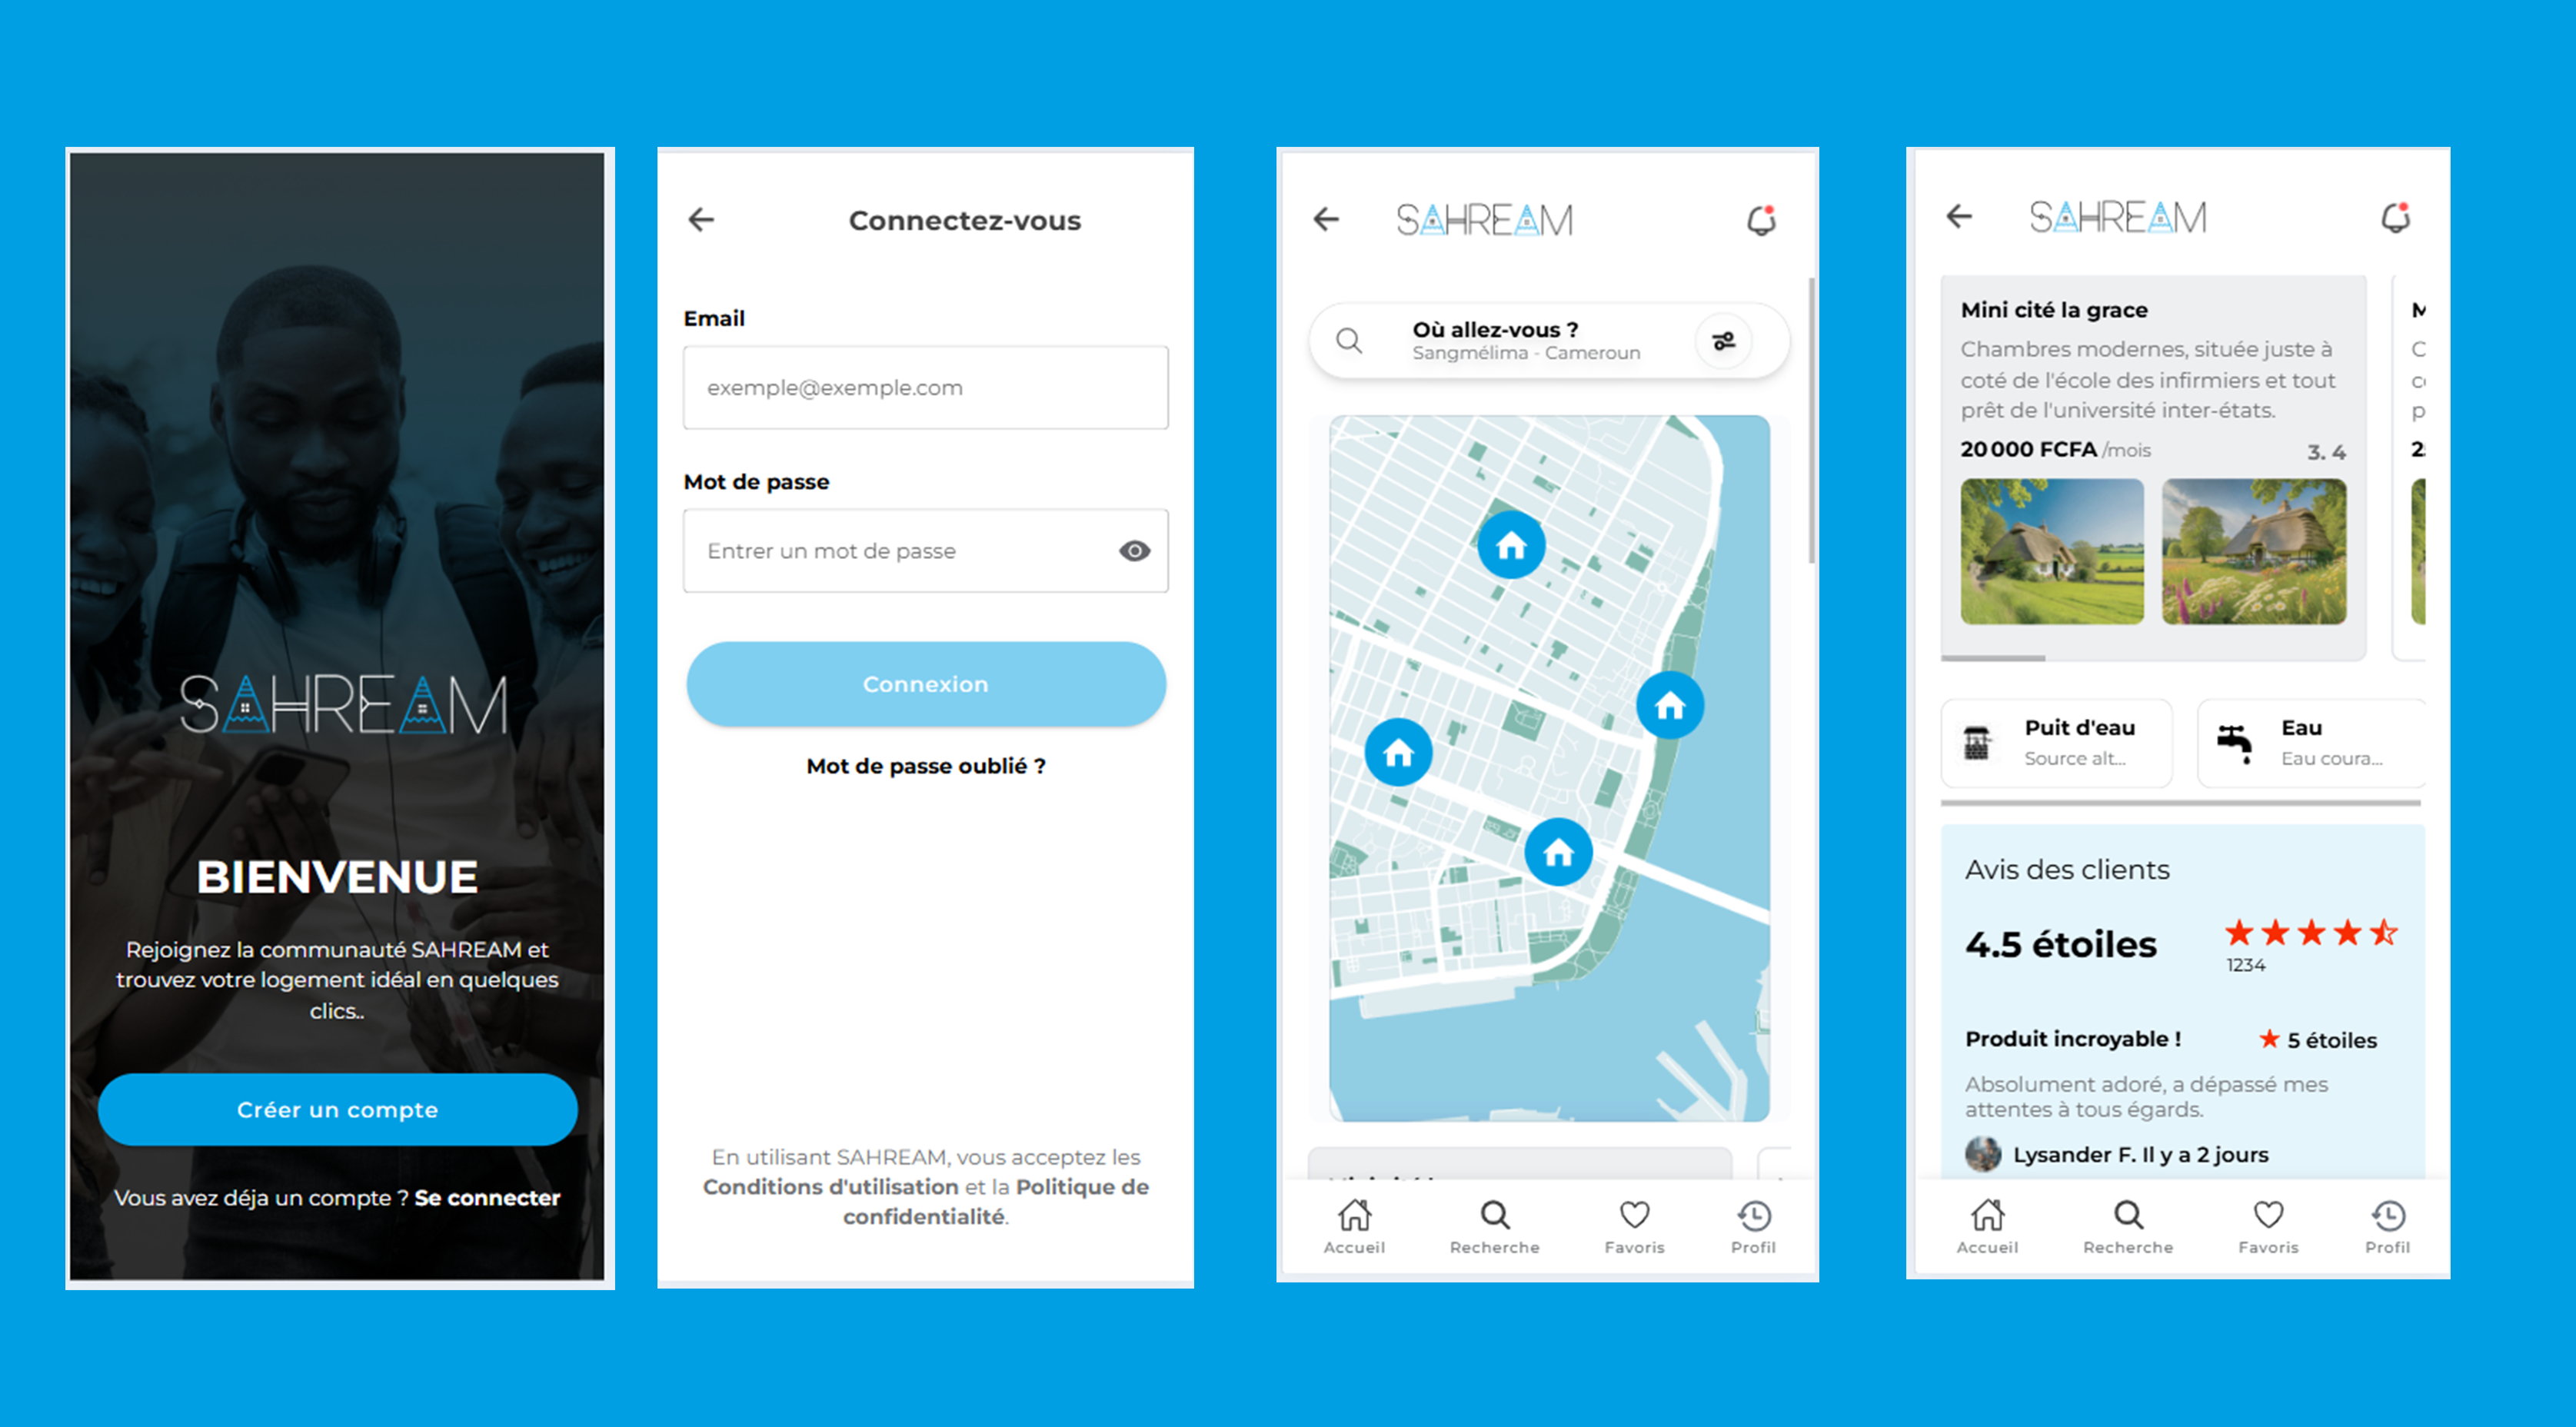 SAHREAM
BIENVENUE
Rejoignez la communauté SAHREAM et
trouvez votre logement idéal en quelques
clics..
Créer un compte
Vous avez déja un compte ? Se connecter
Connectez-vous
Email
exemple@exemple.com
Mot de passe
Entrer un mot de passe
Connexion
Mot de passe oublié ?
En utilisant SAHREAM, vous acceptez les
Conditions d'utilisation et la Politique de
confidentialité.
SAHREAM
Où allez-vous ?
Sangmélima - Cameroun
Accueil
Recherche
Favoris
Profil
SAHREAM
Mini cité la grace
Chambres modernes, située juste à
coté de l'école des infirmiers et tout
prêt de l'université inter-états.
20 000 FCFA /mois
3. 4
Puit d'eau
Source alt...
Eau
Eau coura...
Avis des clients
4.5 étoiles
1234
Produit incroyable !
5 étoiles
Absolument adoré, a dépassé mes
attentes à tous égards.
Lysander F. Il y a 2 jours
Accueil
Recherche
Favoris
Profil